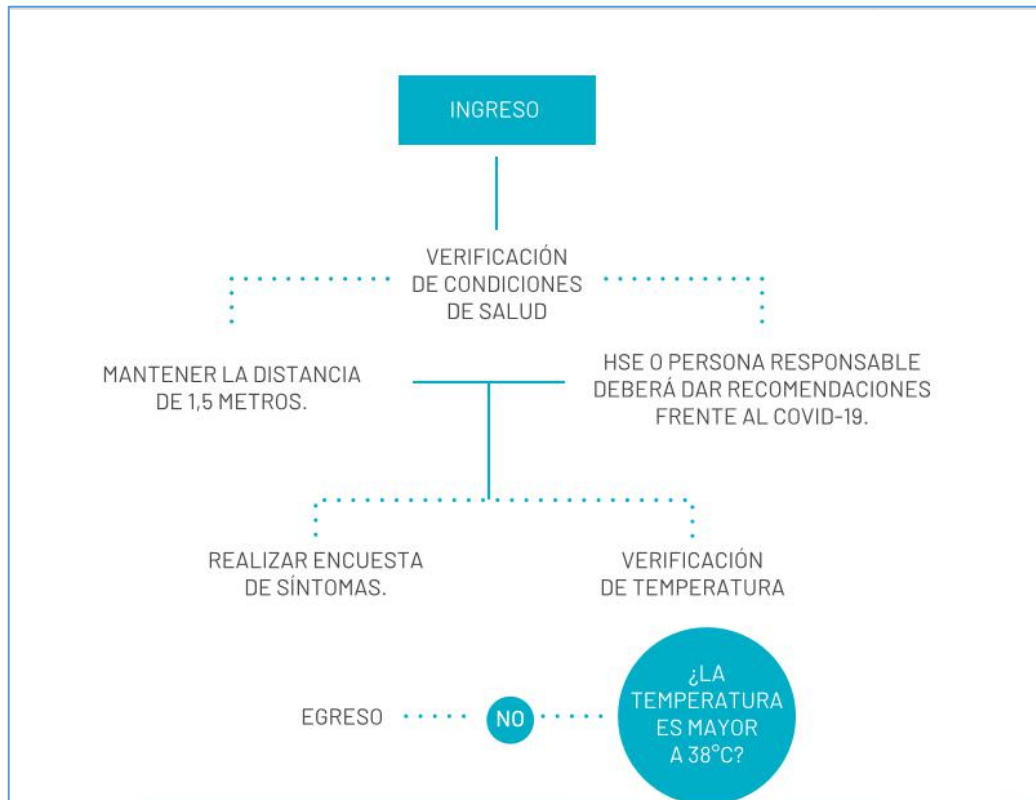 INGRESO
VERIFICACIÓN
DE CONDICIONES
DE SALUD
MANTENER LA DISTANCIA
DE 1,5 METROS.
HSE O PERSONA RESPONSABLE
DEBERÁ DAR RECOMENDACIONES
FRENTE AL COVID-19.
REALIZAR ENCUESTA
DE SÍNTOMAS.
VERIFICACIÓN
DE TEMPERATURA
EGRESO
NO
¿LA
TEMPERATURA
ES MAYOR
A 38°C?